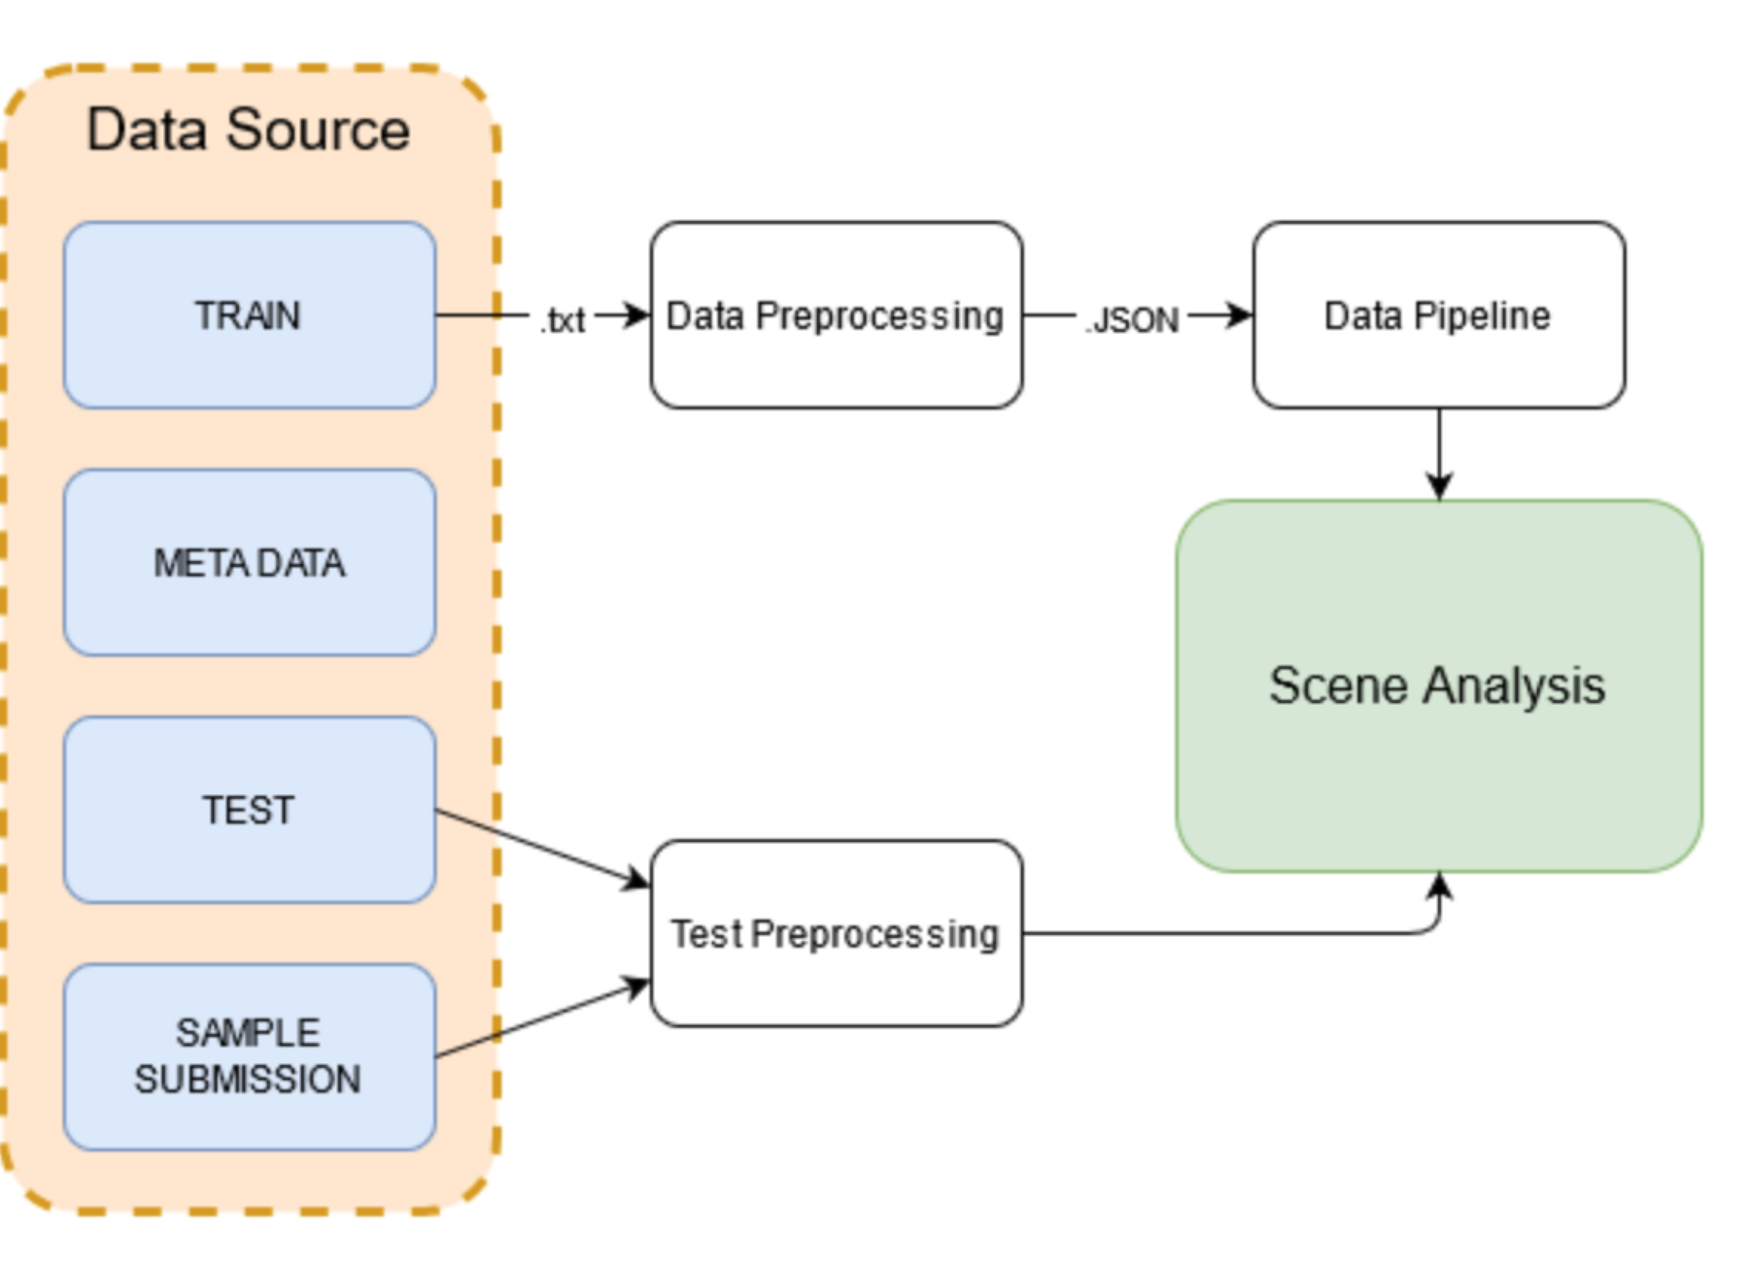 Data Source
TRAIN
.txt
Data Preprocessing
.JSON
Data Pipeline
META DATA
Scene Analysis
TEST
Test Preprocessing
SAMPLE
SUBMISSION